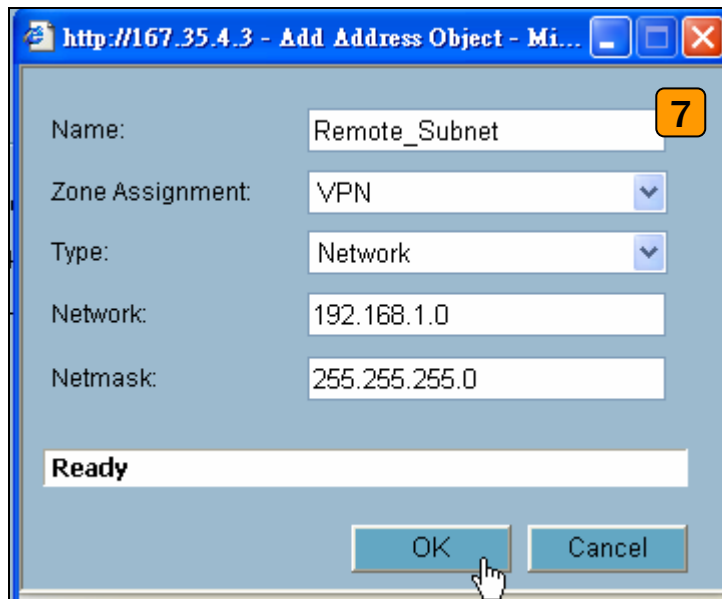 http://167.35.4.3 - Add Address Object - Mi...
7
Name: Remote_Subnet
Zone Assignment: VPN
Type: Network
Network: 192.168.1.0
Netmask: 255.255.255.0
Ready
OK Cancel